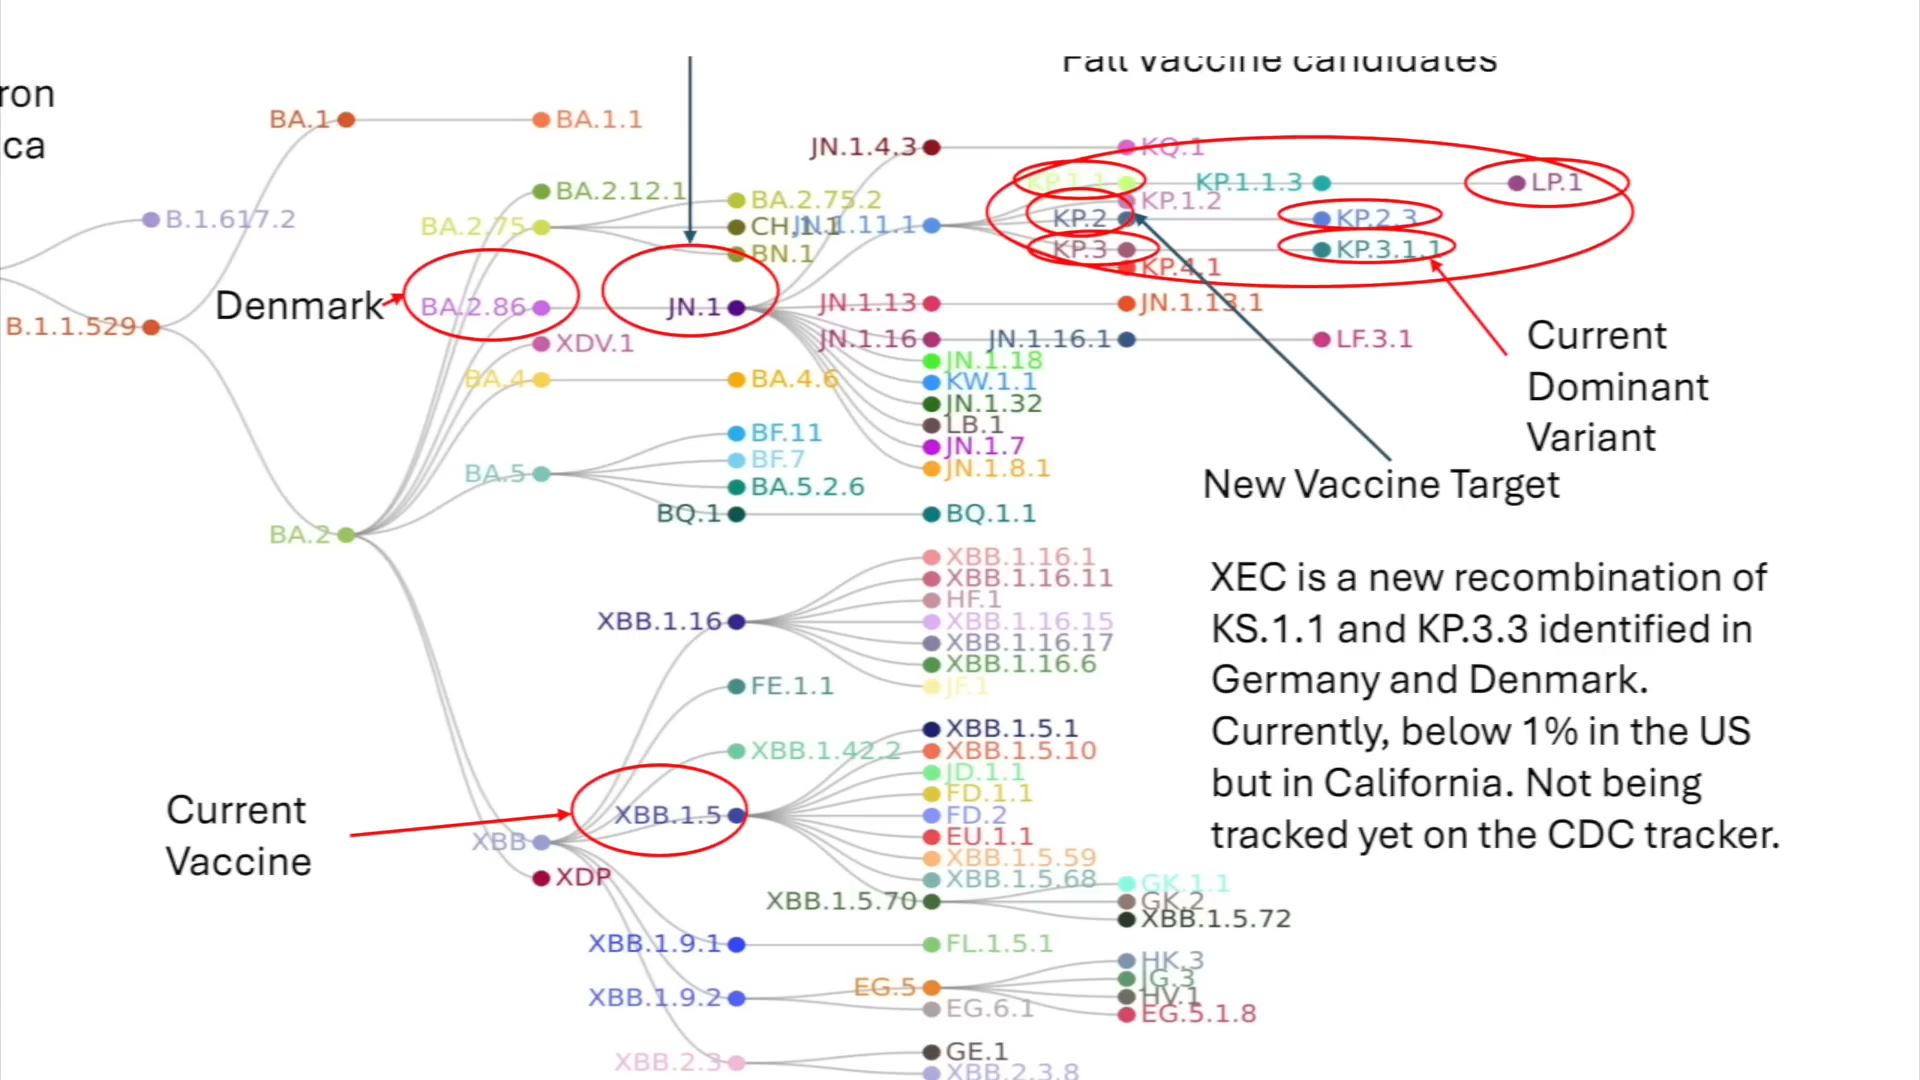 Fall vaccine candidates
ron
ca
BA.1
BA.1.1
JN.1.4.3
KQ.1
KP.1.1
KP.1.1.3
LP.1
BA.2.12.1
BA.2.75.2
KP.1.2
B.1.617.2
KP.2
KP.2.3
BA.2.75
CH.1.1
JN.1.11.1
BN.1
KP.3
KP.3.1.1
KP.4.1
Denmark
BA.2.86
JN.1
JN.1.13
JN.1.13.1
B.1.1.529
XDV.1
JN.1.16
JN.1.16.1
LF.3.1
Current
Dominant
Variant
JN.1.18
BA.4
BA.4.6
KW.1.1
JN.1.32
LB.1
BF.11
JN.1.7
BF.7
JN.1.8.1
BA.5
BA.5.2.6
New Vaccine Target
BQ.1
BQ.1.1
BA.2
XBB.1.16.1
XBB.1.16.11
HF.1
XBB.1.16
XBB.1.16.15
XBB.1.16.17
XBB.1.16.6
FE.1.1
JF.1
XEC is a new recombination of
KS.1.1 and KP.3.3 identified in
Germany and Denmark.
Currently, below 1% in the US
but in California. Not being
tracked yet on the CDC tracker.
XBB.1.5.1
XBB.1.42.2
XBB.1.5.10
JD.1.1
FD.1.1
Current
Vaccine
XBB.1.5
FD.2
EU.1.1
XBB
XBB.1.5.59
XDP
XBB.1.5.68
GK.1.1
XBB.1.5.70
GK.2
XBB.1.5.72
XBB.1.9.1
FL.1.5.1
HK.3
JG.3
EG.5
HV.1
XBB.1.9.2
EG.6.1
EG.5.1.8
GE.1
XBB.2.3
XBB.2.3.8